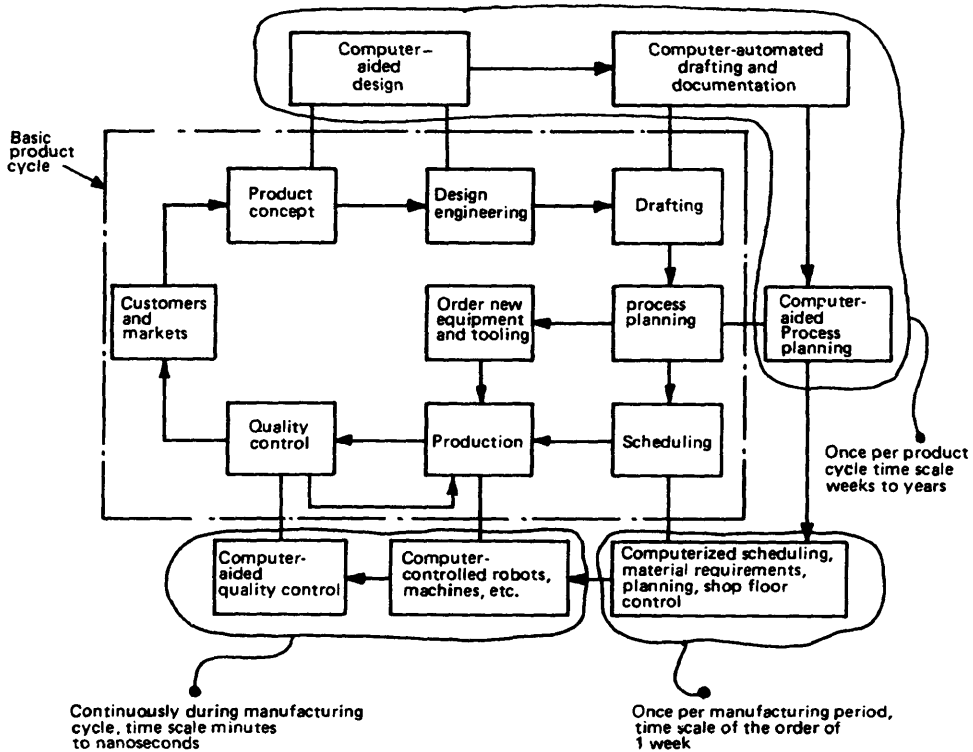 Computer-
aided
design
Computer-automated
drafting and
documentation
Basic
product
cycle
Product
concept
Design
engineering
Drafting
Customers
and
markets
Order new
equipment
and tooling
process
planning
Computer-
aided
Process
planning
Quality
control
Production
Scheduling
Once per product
cycle time scale
weeks to years
Computer-
aided
quality control
Computer-
controlled robots,
machines, etc.
Computerized scheduling,
material requirements,
planning, shop floor
control
Continuously during manufacturing
cycle, time scale minutes
to nanoseconds
Once per manufacturing period,
time scale of the order of
1 week